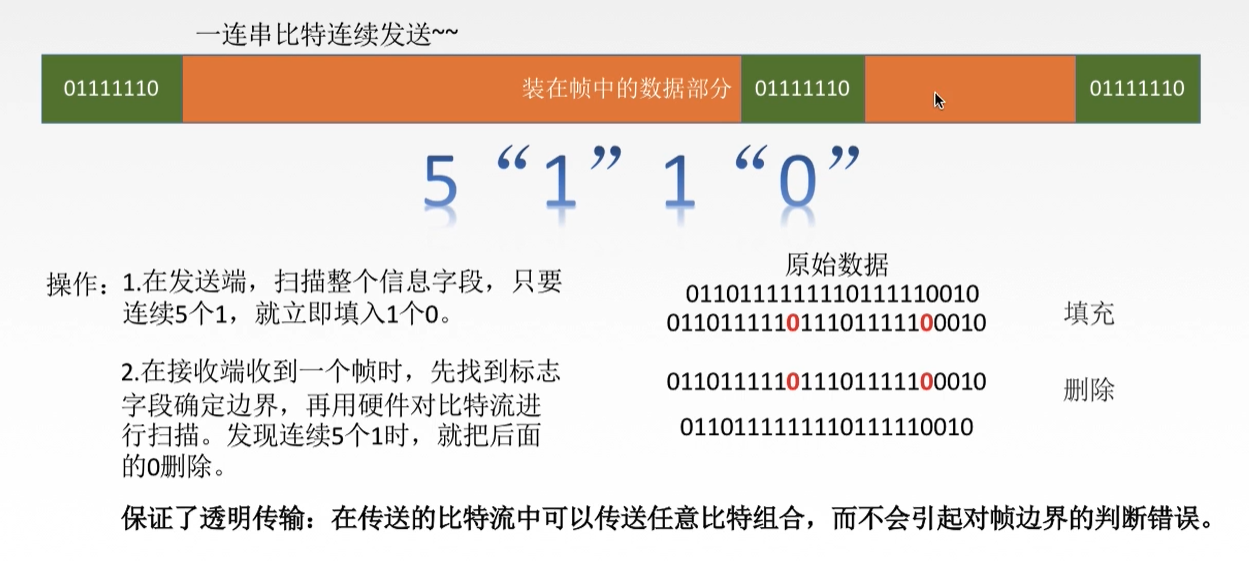 一连串比特连续发送~~
01111110 装在帧中的数据部分 01111110 01111110
5 “1” 1 “0”
操作：1.在发送端，扫描整个信息字段，只要
连续5个1，就立即填入1个0。
2.在接收端收到一个帧时，先找到标志
字段确定边界，再用硬件对比特流进
行扫描。发现连续5个1时，就把后面
的0删除。
原始数据
0110111111110111110010
011011111011101111100010
填充
011011111011101111100010
删除
0110111111110111110010
保证了透明传输：在传送的比特流中可以传送任意比特组合，而不会引起对帧边界的判断错误。